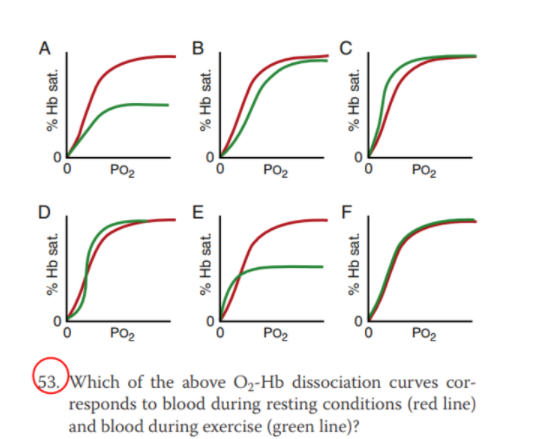 A B C
% Hb sat. % Hb sat. % Hb sat.
0 0 0
0 PO₂ 0 PO₂ 0 PO₂
D E F
% Hb sat. % Hb sat. % Hb sat.
0 0 0
0 PO₂ 0 PO₂ 0 PO₂
53. Which of the above O₂-Hb dissociation curves cor-
responds to blood during resting conditions (red line)
and blood during exercise (green line)?